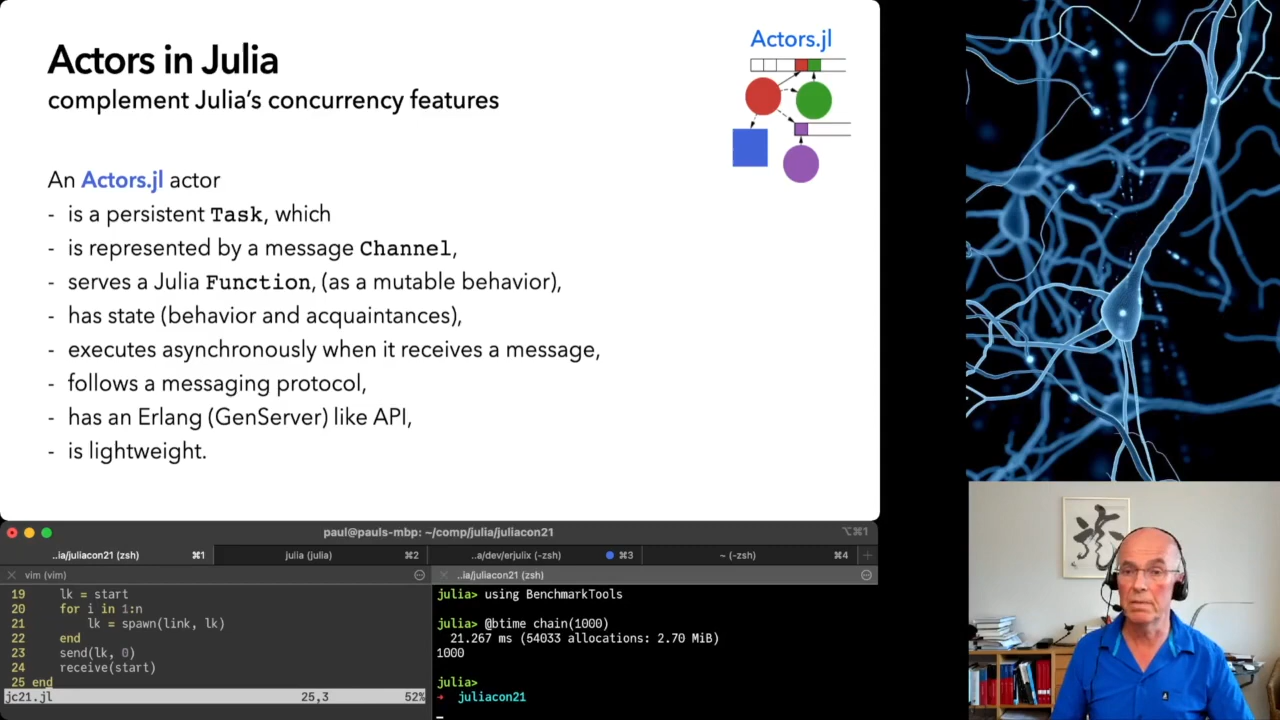 Actors in Julia
complement Julia's concurrency features
Actors.jl
An Actors.jl actor
- is a persistent Task, which
- is represented by a message Channel,
- serves a Julia Function, (as a mutable behavior),
- has state (behavior and acquaintances),
- executes asynchronously when it receives a message,
- follows a messaging protocol,
- has an Erlang (GenServer) like API,
- is lightweight.
paul@pauls-mbp: ~/comp/julia/juliacon21 ⌥⌘1
..ia/juliacon21 (zsh) ⌘1 julia (julia) ⌘2 ..a/dev/erjulix (-zsh) ⌘3 ~ (-zsh) ⌘4
vim (vim)
19 lk = start
20 for i in 1:n
21 lk = spawn(link, lk)
22 end
23 send(lk, 0)
24 receive(start)
25 end
jc21.jl 25,3 52%
..ia/juliacon21 (zsh)
julia> using BenchmarkTools
julia> @btime chain(1000)
21.267 ms (54033 allocations: 2.70 MiB)
1000
julia>
➜ juliacon21